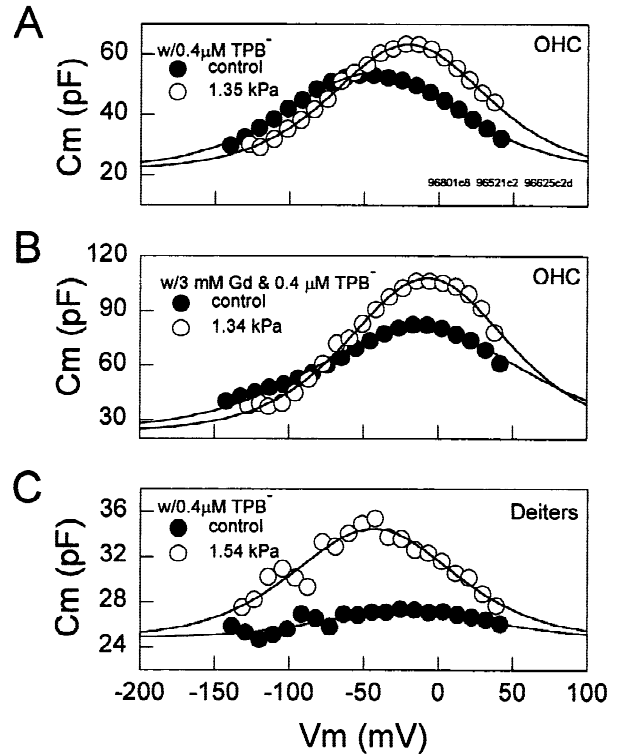 A
w/0.4µM TPB⁻
control
1.35 kPa
OHC
Cm (pF)
60
40
20
96801c8 96521c2 96625c2d
B
w/3 mM Gd & 0.4 µM TPB⁻
control
1.34 kPa
OHC
Cm (pF)
120
90
60
30
C
w/0.4µM TPB⁻
control
1.54 kPa
Deiters
Cm (pF)
36
32
28
24
-200 -150 -100 -50 0 50 100
Vm (mV)